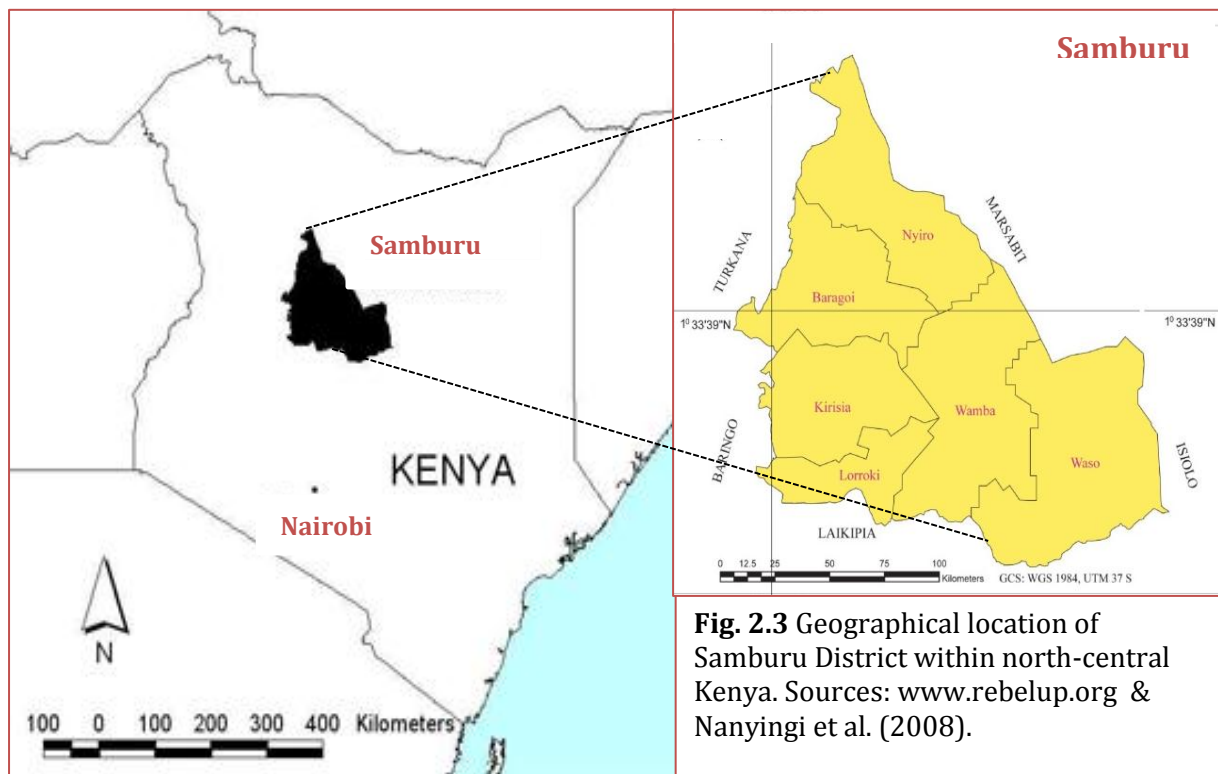 Samburu
KENYA
Nairobi
N
100 0 100 200 300 400 Kilometers
Samburu
TURKANA
MARSABIT
Nyiro
Baragoi
1⁰ 33'39"N
1⁰ 33'39"N
BARINGO
Kirisia
Wamba
Lorroki
Waso
ISIOLO
LAIKIPIA
0 12.5 25 50 75 100
Kilometers
GCS: WGS 1984, UTM 37 S
Fig. 2.3 Geographical location of
Samburu District within north-central
Kenya. Sources: www.rebelup.org &
Nanyingi et al. (2008).